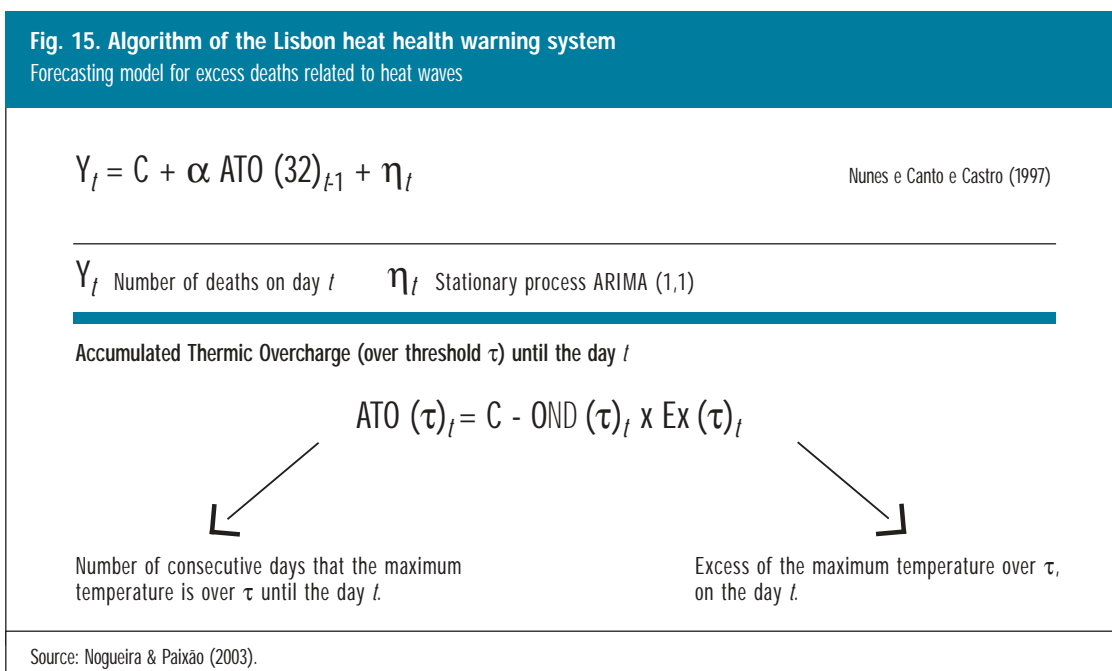 Fig. 15. Algorithm of the Lisbon heat health warning system
Forecasting model for excess deaths related to heat waves
Y_t = C + α ATO (32)_{t-1} + η_t
Nunes e Canto e Castro (1997)
Y_t Number of deaths on day t η_t Stationary process ARIMA (1,1)
Accumulated Thermic Overcharge (over threshold τ) until the day t
ATO (τ)_t = C - OND (τ)_t x Ex (τ)_t
Number of consecutive days that the maximum
temperature is over τ until the day t.
Excess of the maximum temperature over τ,
on the day t.
Source: Nogueira & Paixão (2003).